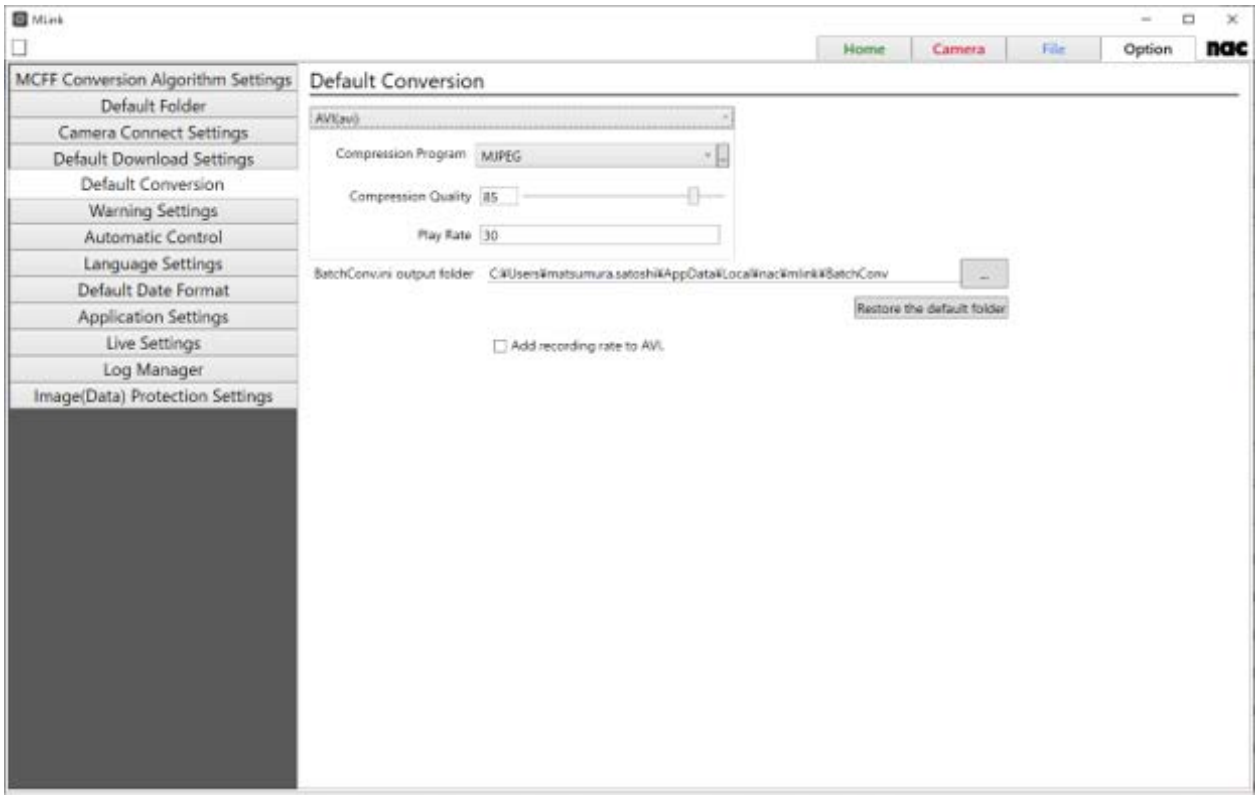 MLink
Home Camera File Option nac
MCFF Conversion Algorithm Settings
Default Folder
Camera Connect Settings
Default Download Settings
Default Conversion
Warning Settings
Automatic Control
Language Settings
Default Date Format
Application Settings
Live Settings
Log Manager
Image(Data) Protection Settings
Default Conversion
AVI(avi)
Compression Program MJPEG ...
Compression Quality 85
Play Rate 30
BatchConv.ini output folder C:¥Users¥matsumura.satoshi¥AppData¥Local¥nac¥mlink¥BatchConv ...
Restore the default folder
Add recording rate to AVI.